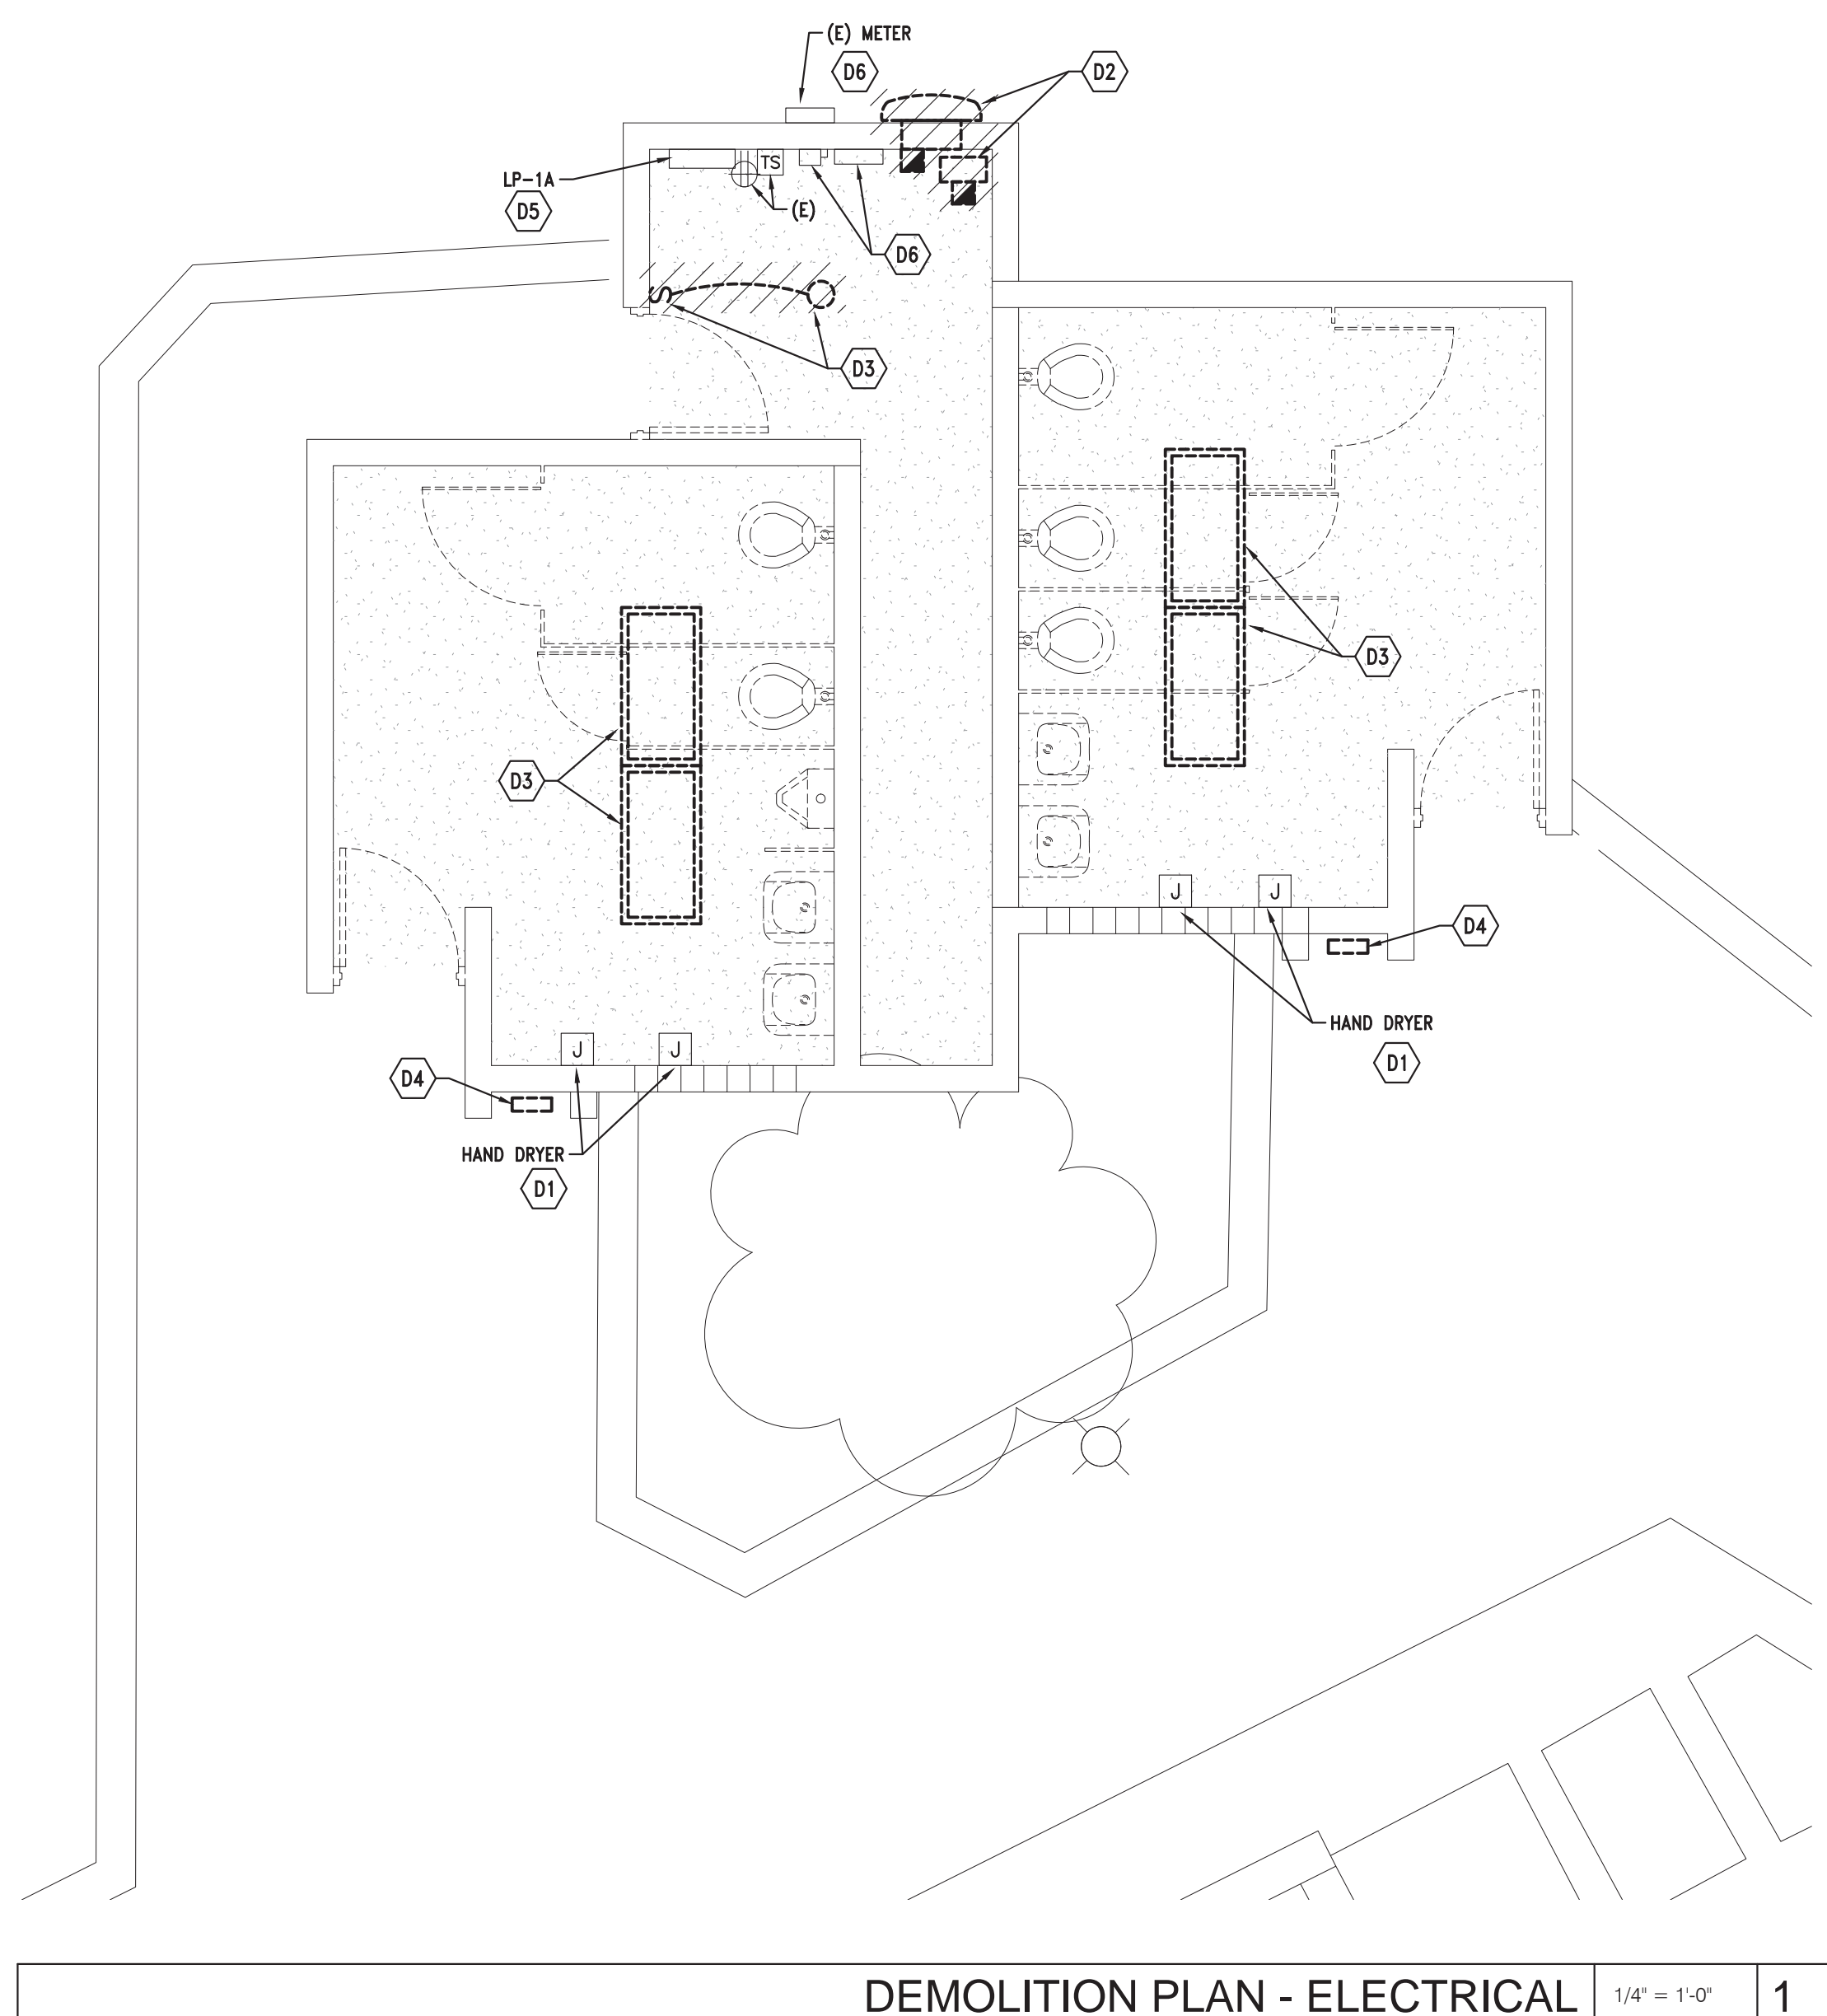 (E) METER
D6
D2
TS
LP-1A
D5
(E)
D6
S
D3
D3
D3
J
J
D4
HAND DRYER
D1
J
J
D4
HAND DRYER
D1
DEMOLITION PLAN - ELECTRICAL
1/4" = 1'-0"
1